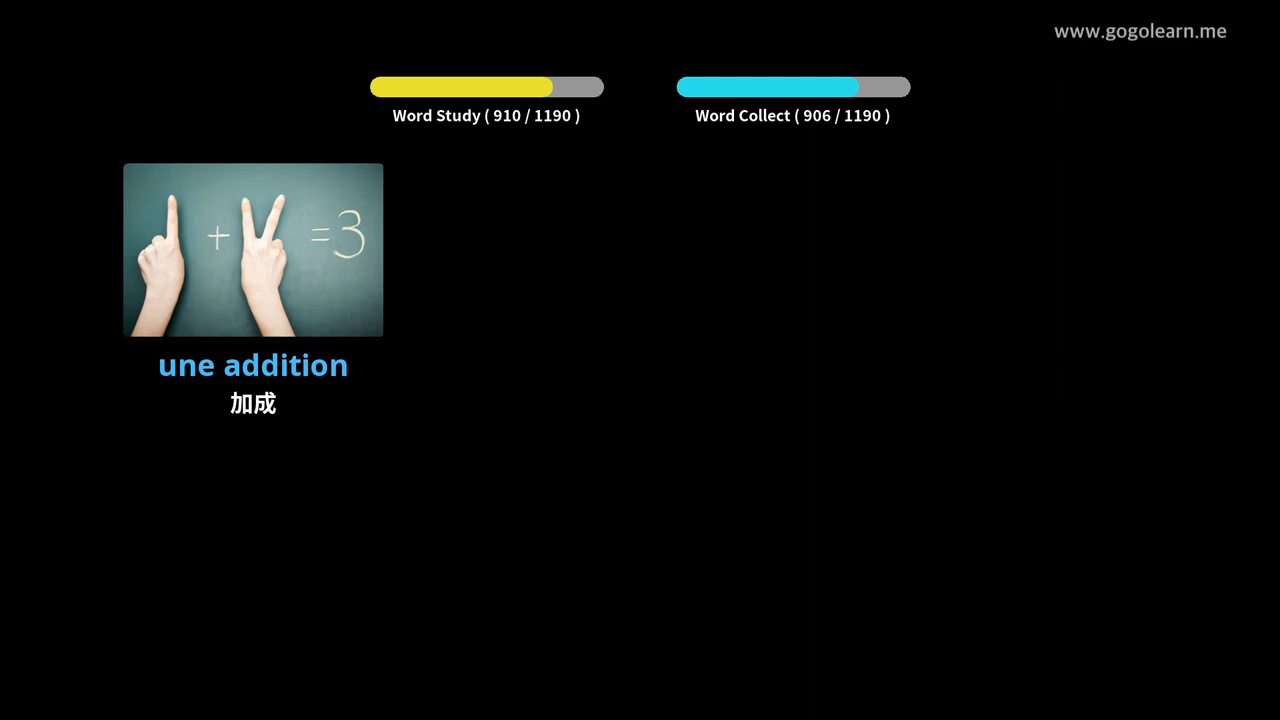 www.gogolearn.me
Word Study ( 910 / 1190 )
Word Collect ( 906 / 1190 )
+ =3
une addition
加成